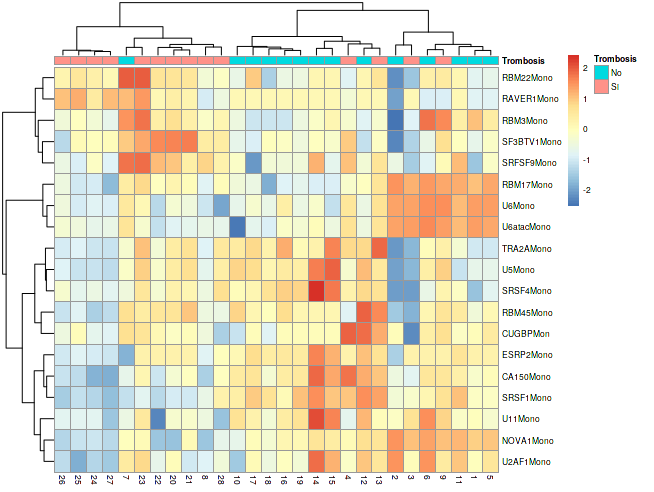 Trombosis
RBM22Mono
RAVER1Mono
RBM3Mono
SF3BTV1Mono
SRFSF9Mono
RBM17Mono
U6Mono
U6atacMono
TRA2AMono
U5Mono
SRSF4Mono
RBM45Mono
CUGBPMon
ESRP2Mono
CA150Mono
SRSF1Mono
U11Mono
NOVA1Mono
U2AF1Mono
26 25 24 27 7 23 22 20 21 8 28 10 17 18 16 19 14 15 4 12 13 2 3 6 9 11 1 5
2
1
0
-1
-2
Trombosis
No
SI